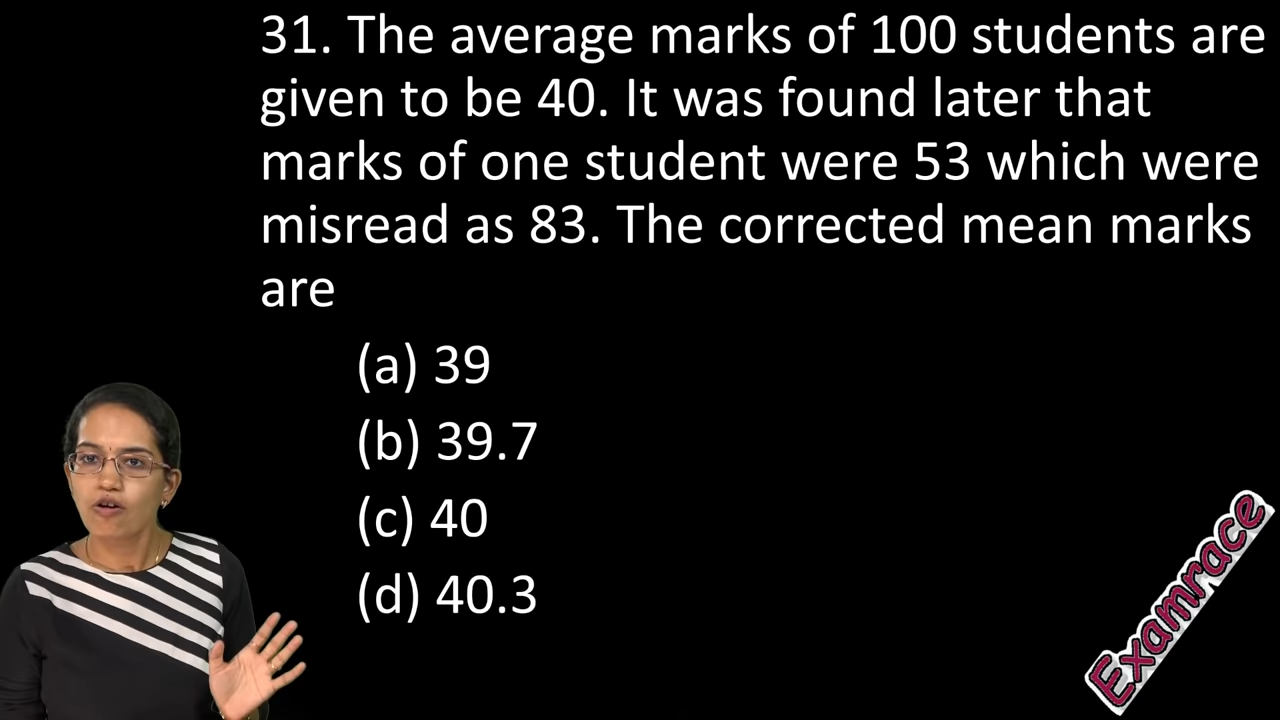 31. The average marks of 100 students are
given to be 40. It was found later that
marks of one student were 53 which were
misread as 83. The corrected mean marks
are
(a) 39
(b) 39.7
(c) 40
(d) 40.3
Examrace